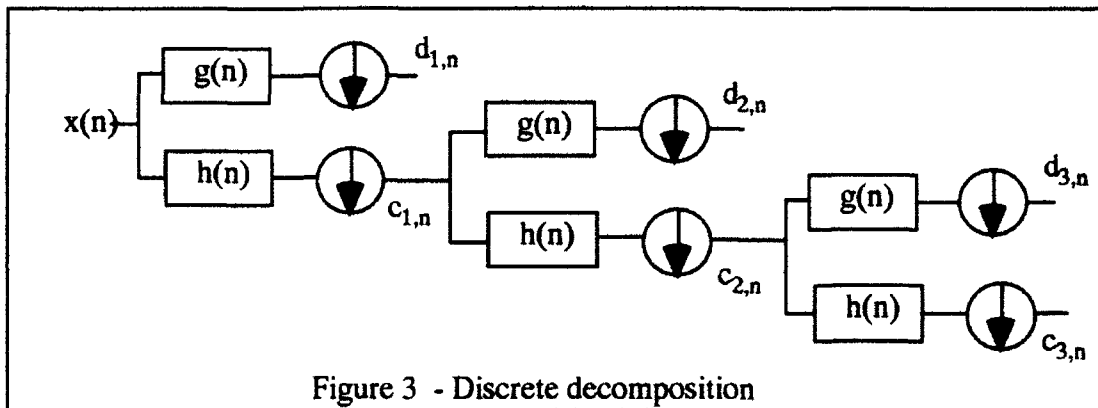 g(n)
d1,n
x(n)
h(n)
c1,n
g(n)
d2,n
h(n)
c2,n
g(n)
d3,n
h(n)
c3,n
Figure 3 - Discrete decomposition